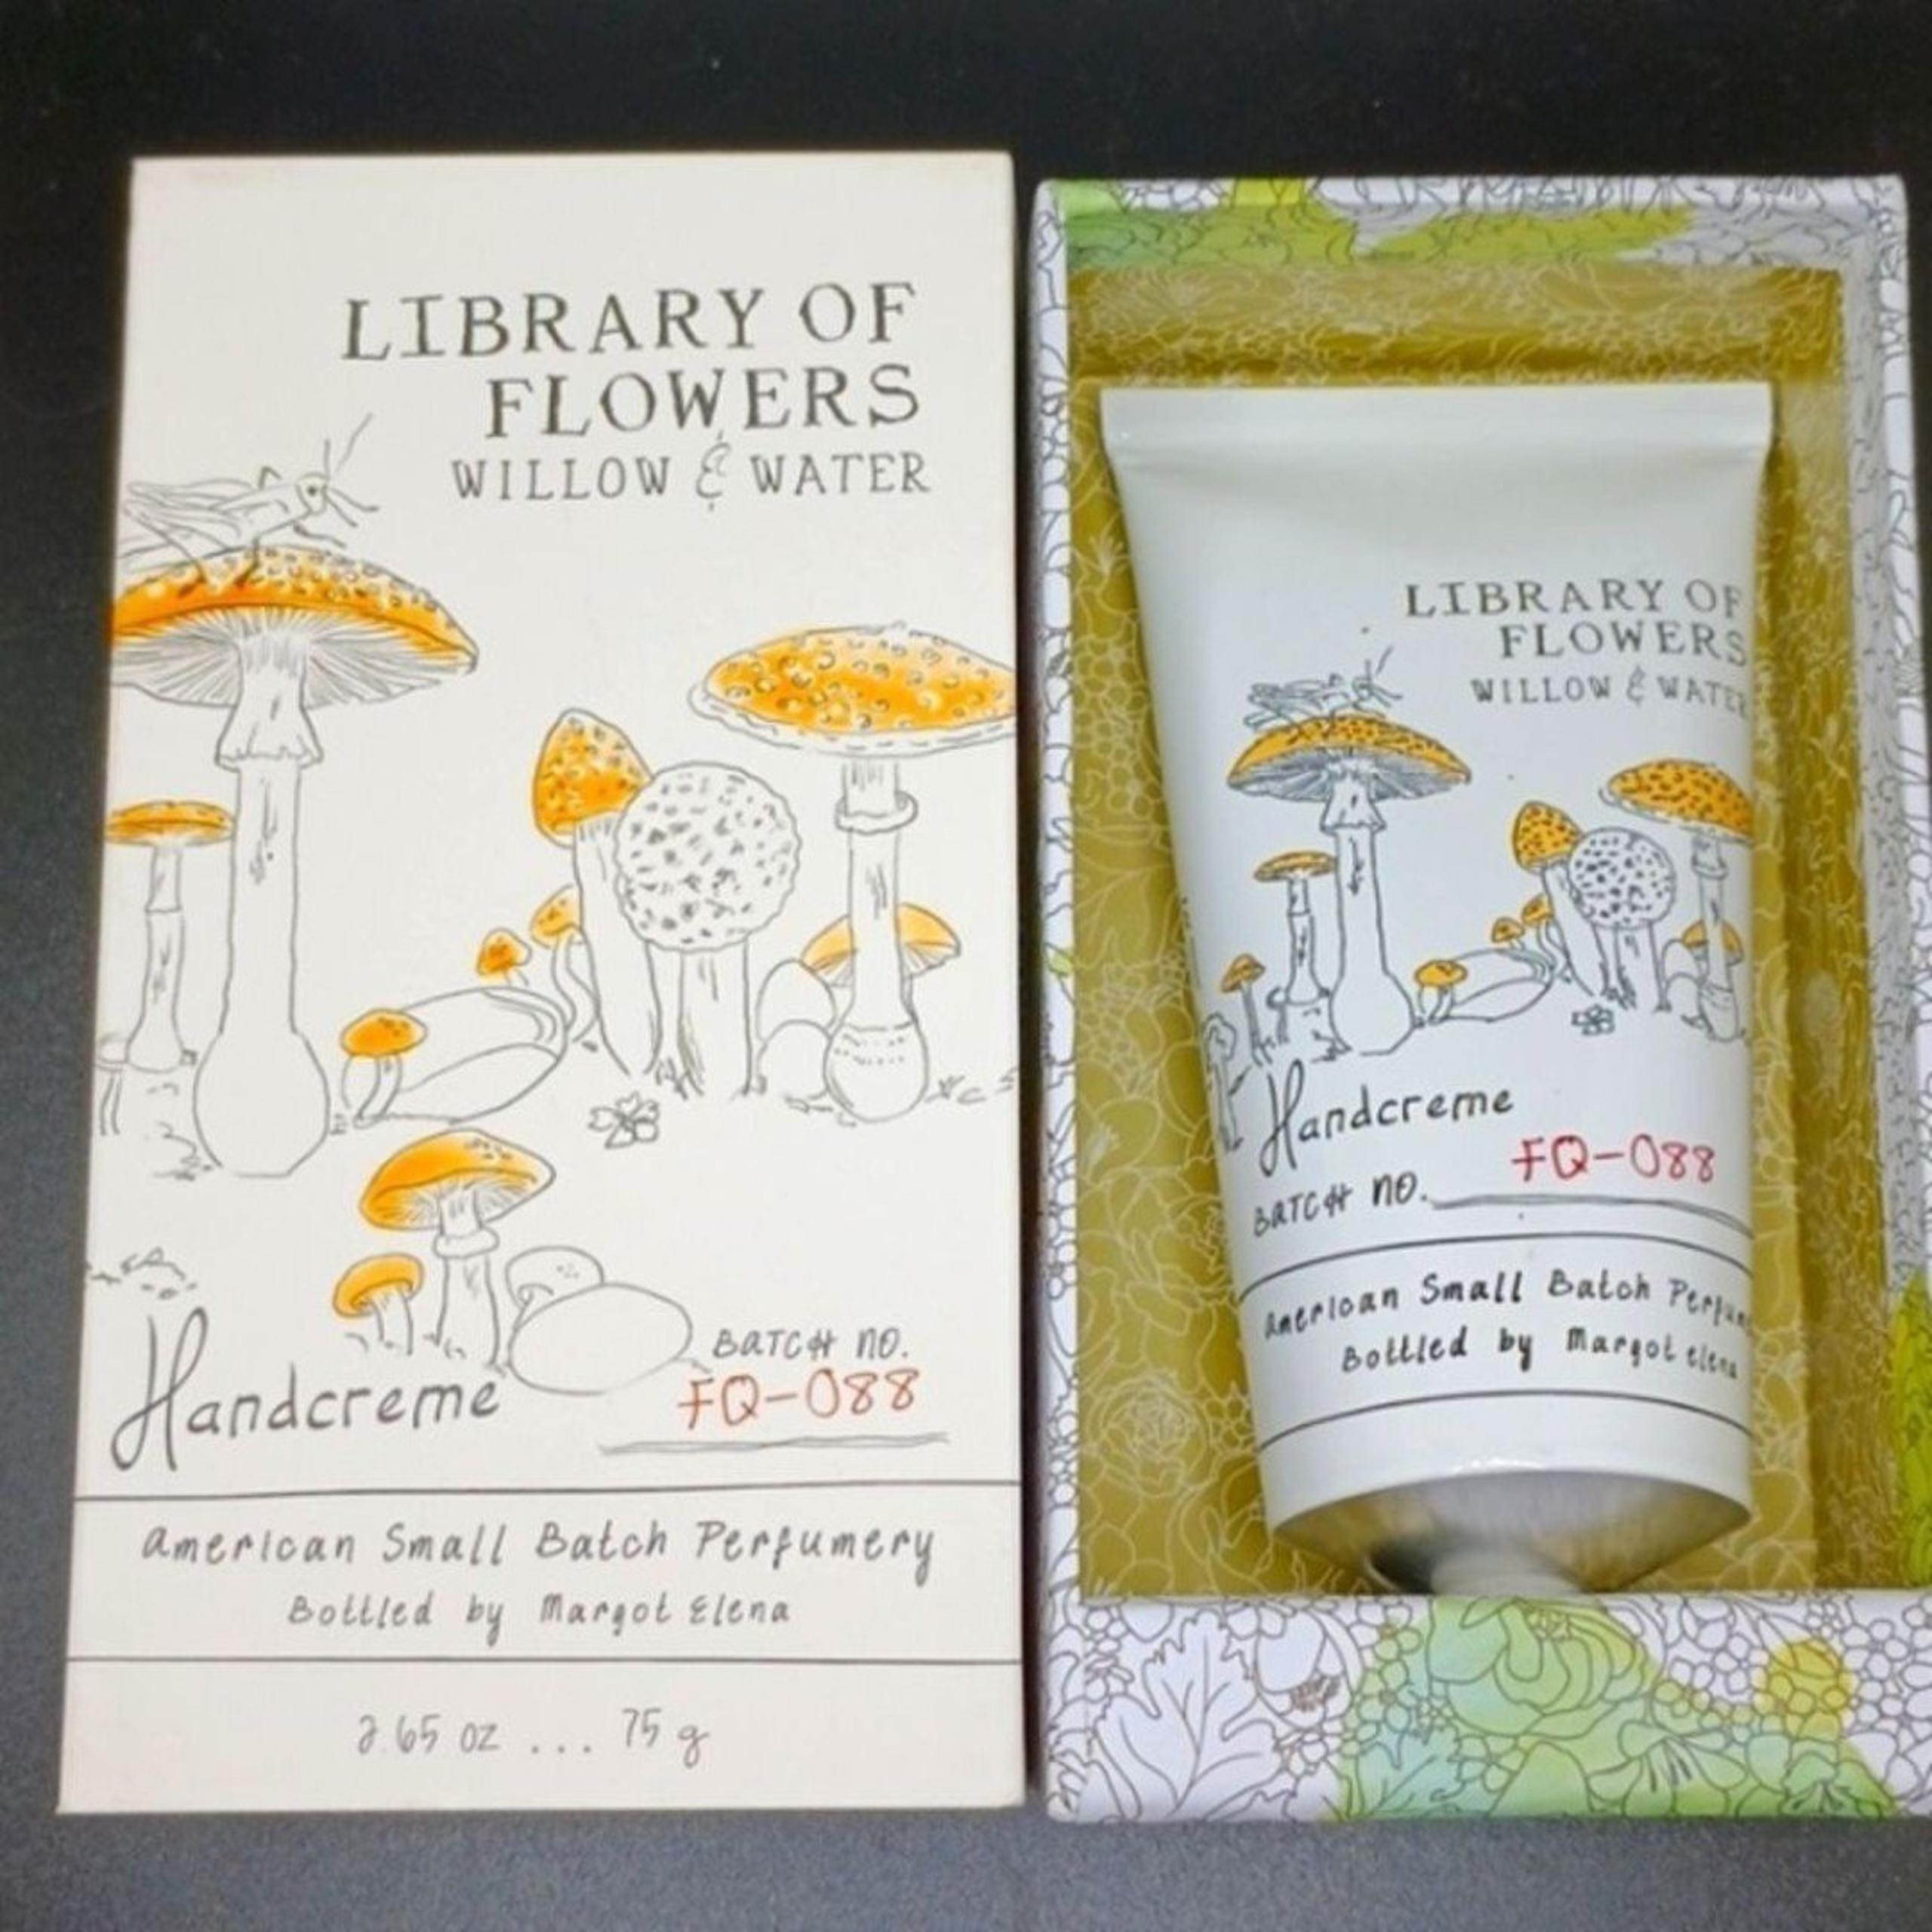 LIBRARY OF
FLOWERS
WILLOW & WATER
BATCH NO.
Handcreme
FQ-088
American Small Batch Perfumery
Bottled by Margot Elena
2.65 oz ... 75 g
LIBRARY OF
FLOWERS
WILLOW & WATER
Handcreme
FQ-088
BATCH NO.
American Small Batch Perfum
Bottled by Margot Elena